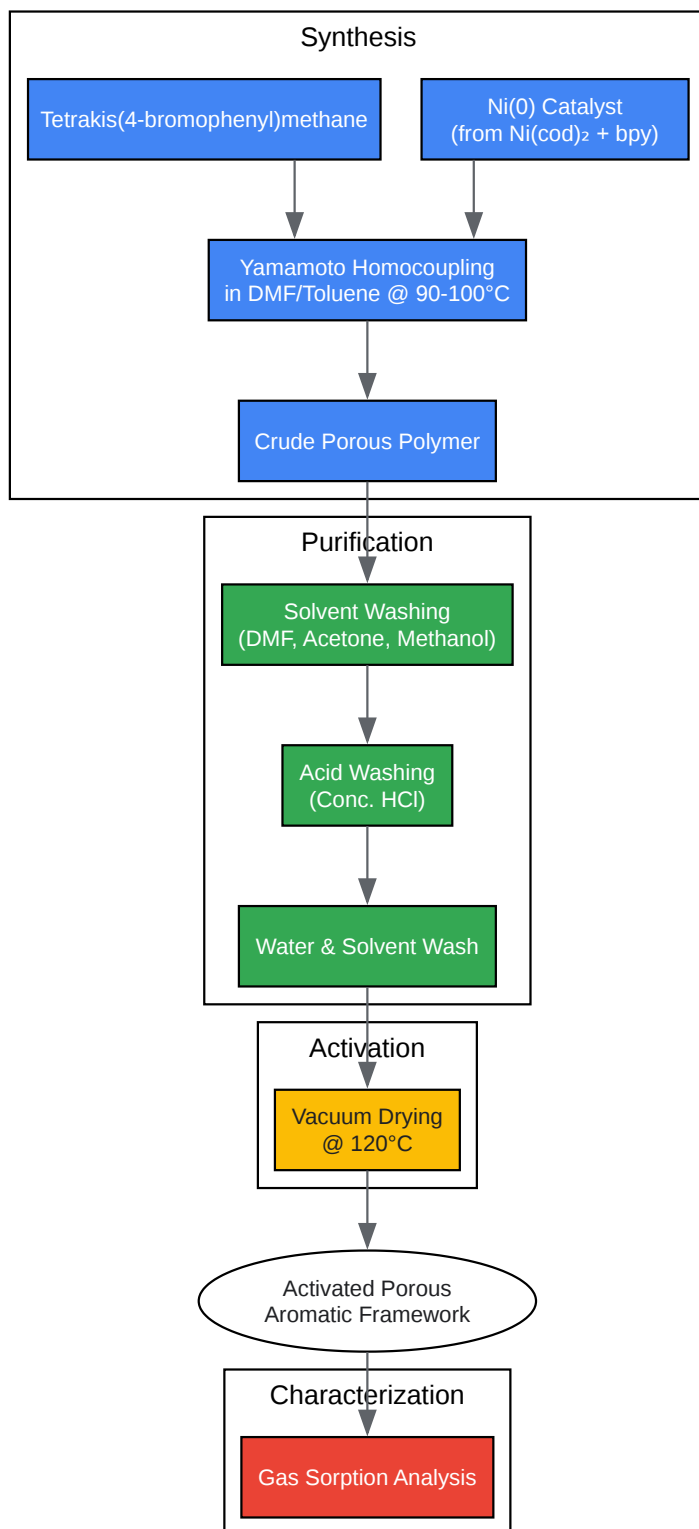 Synthesis
Tetrakis(4-bromophenyl)methane
Ni(0) Catalyst
(from Ni(cod)₂ + bpy)
Yamamoto Homocoupling
in DMF/Toluene @ 90-100°C
Crude Porous Polymer
Purification
Solvent Washing
(DMF, Acetone, Methanol)
Acid Washing
(Conc. HCl)
Water & Solvent Wash
Activation
Vacuum Drying
@ 120°C
Activated Porous
Aromatic Framework
Characterization
Gas Sorption Analysis